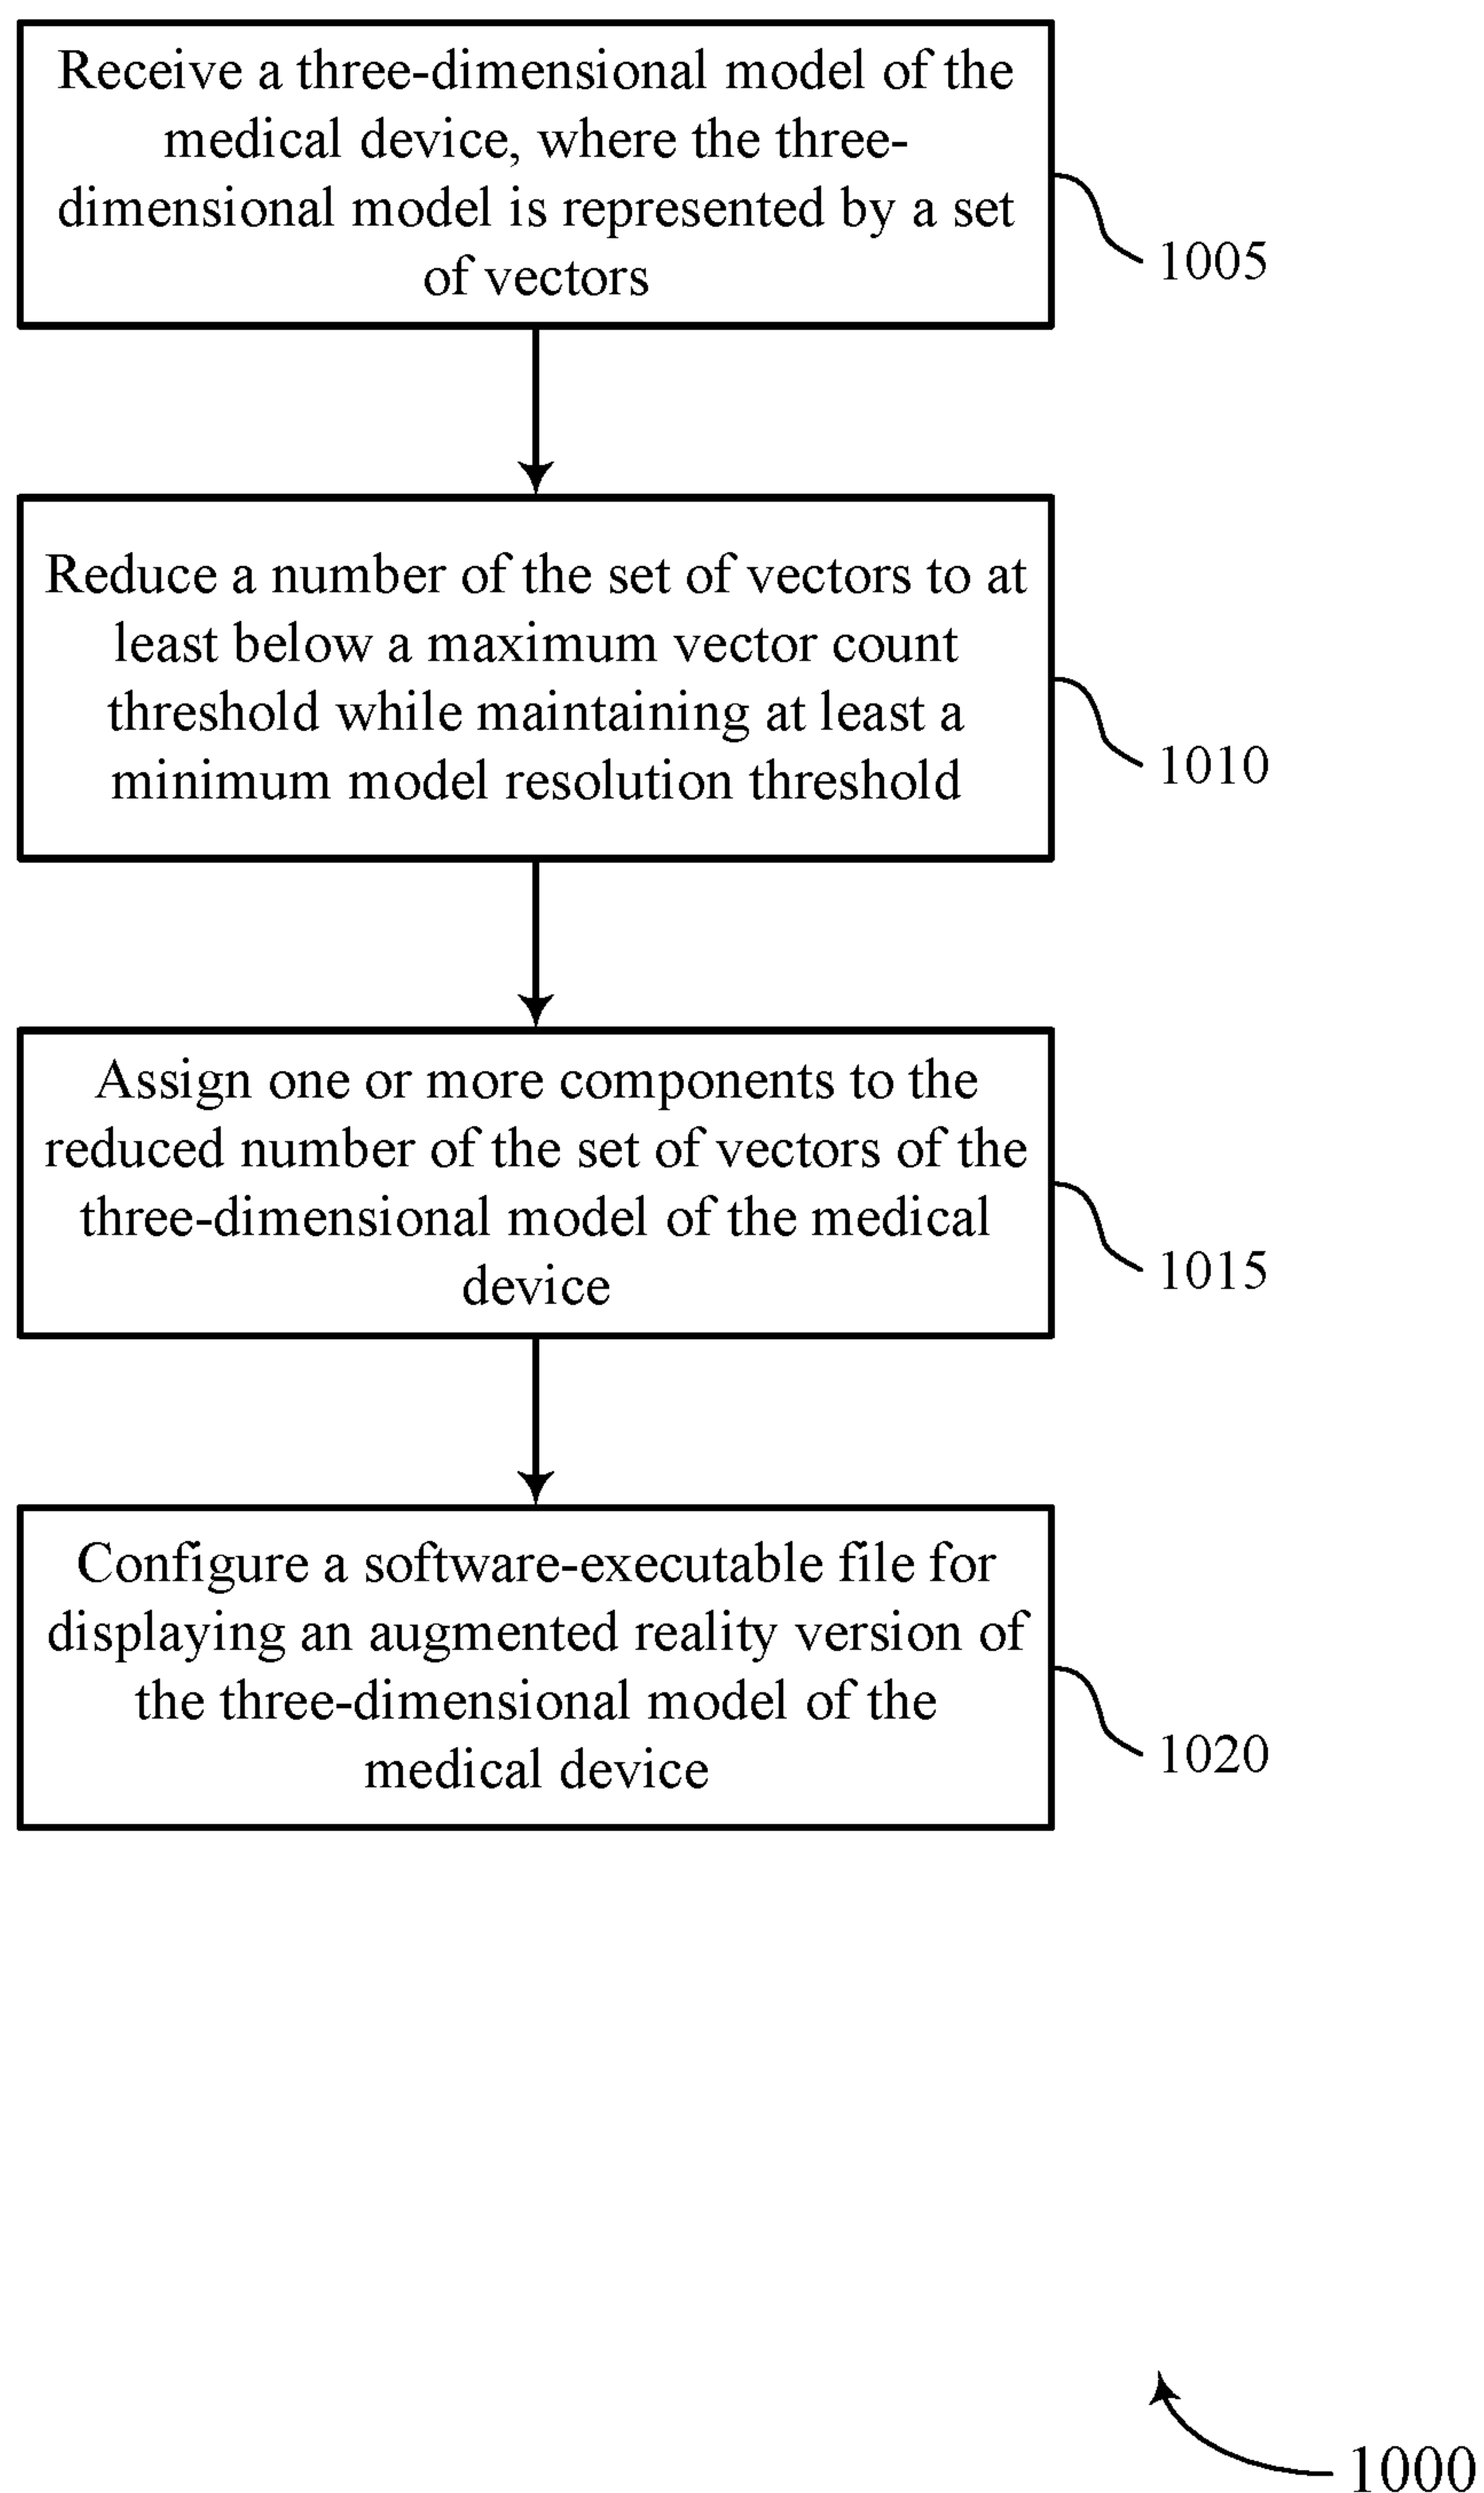 Receive a three-dimensional model of the
medical device, where the three-
dimensional model is represented by a set
of vectors
1005
Reduce a number of the set of vectors to at
least below a maximum vector count
threshold while maintaining at least a
minimum model resolution threshold
1010
Assign one or more components to the
reduced number of the set of vectors of the
three-dimensional model of the medical
device
1015
Configure a software-executable file for
displaying an augmented reality version of
the three-dimensional model of the
medical device
1020
1000